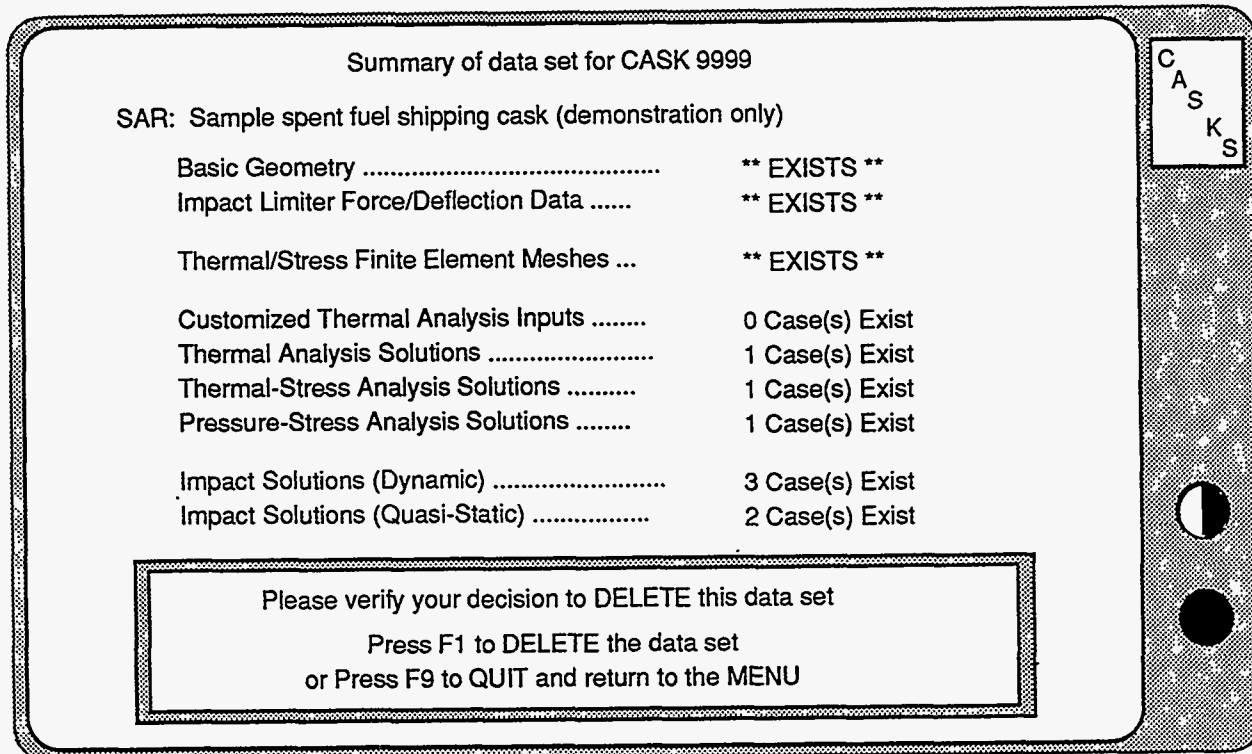 Summary of data set for CASK 9999
SAR: Sample spent fuel shipping cask (demonstration only)
Basic Geometry ........................................... ** EXISTS **
Impact Limiter Force/Deflection Data ...... ** EXISTS **
Thermal/Stress Finite Element Meshes ... ** EXISTS **
Customized Thermal Analysis Inputs ........ 0 Case(s) Exist
Thermal Analysis Solutions ........................ 1 Case(s) Exist
Thermal-Stress Analysis Solutions .......... 1 Case(s) Exist
Pressure-Stress Analysis Solutions ........ 1 Case(s) Exist
Impact Solutions (Dynamic) ......................... 3 Case(s) Exist
Impact Solutions (Quasi-Static) ................. 2 Case(s) Exist
Please verify your decision to DELETE this data set
Press F1 to DELETE the data set
or Press F9 to QUIT and return to the MENU
CASKS